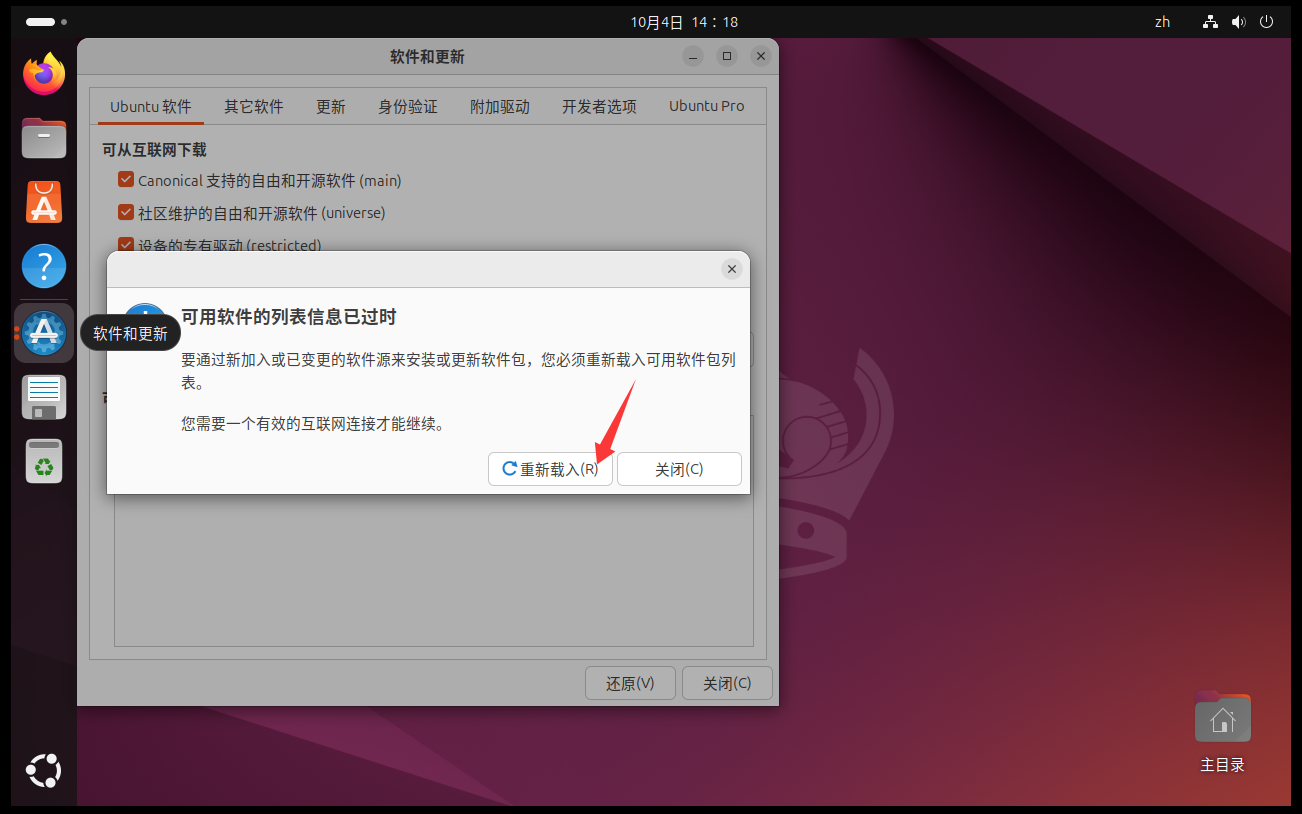 10月4日 14：18
zh
软件和更新
Ubuntu 软件
其它软件
更新
身份验证
附加驱动
开发者选项
Ubuntu Pro
可从互联网下载
Canonical 支持的自由和开源软件 (main)
社区维护的自由和开源软件 (universe)
设备的专有驱动 (restricted)
可用软件的列表信息已过时
软件和更新
要通过新加入或已变更的软件源来安装或更新软件包，您必须重新载入可用软件包列
表。
您需要一个有效的互联网连接才能继续。
重新载入(R)
关闭(C)
还原(V)
关闭(C)
主目录